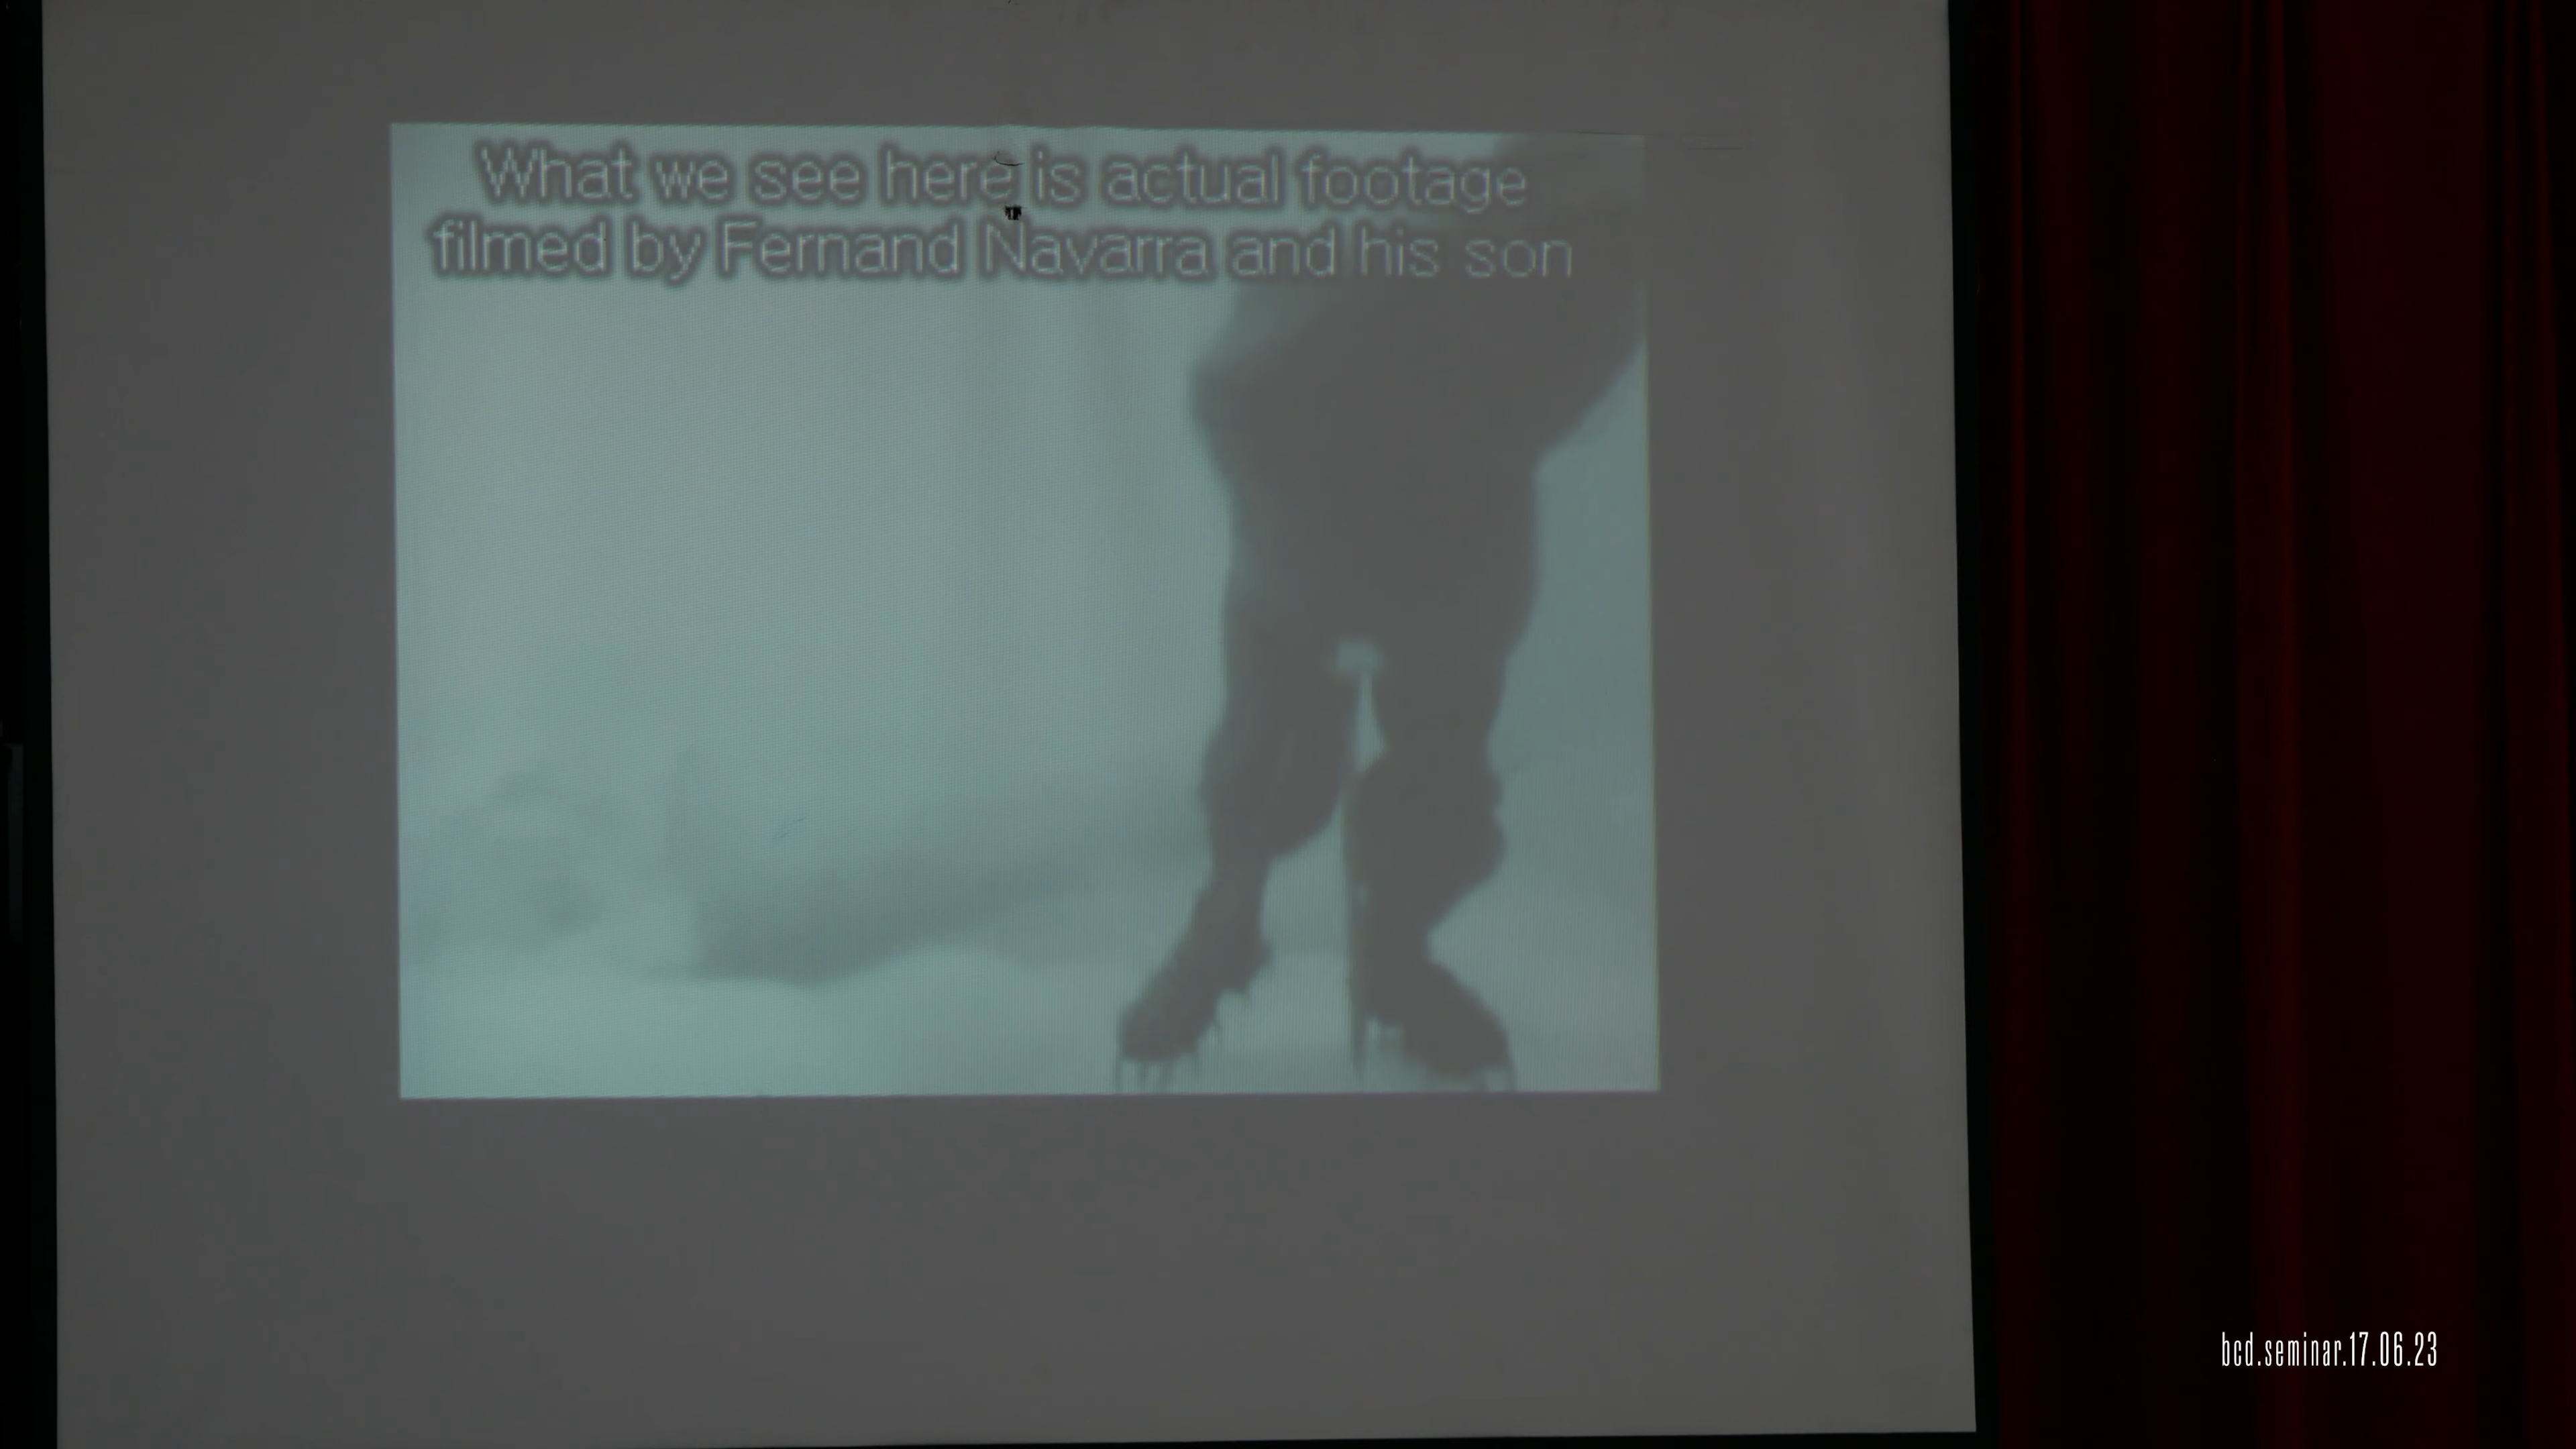 What we see here is actual footage
filmed by Fernand Navarra and his son
bcd.seminar.17.06.23